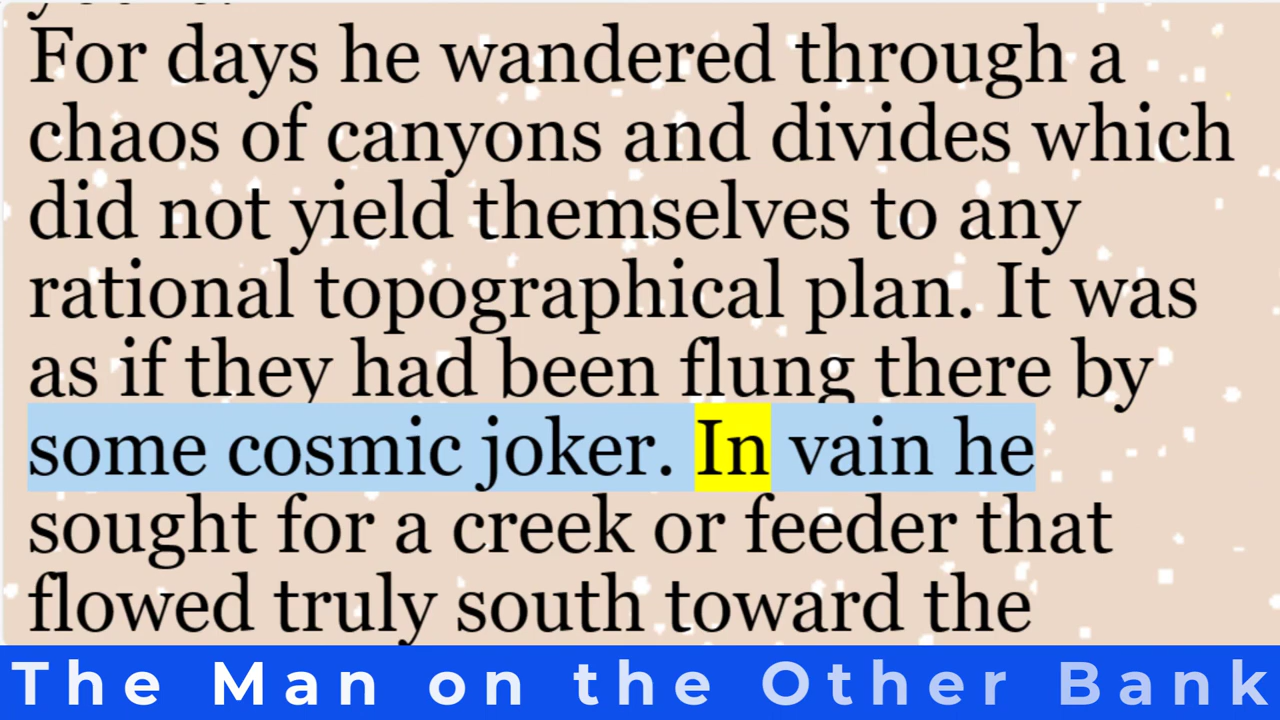 For days he wandered through a
chaos of canyons and divides which
did not yield themselves to any
rational topographical plan. It was
as if they had been flung there by
some cosmic joker. In vain he
sought for a creek or feeder that
flowed truly south toward the
The Man on the Other Bank